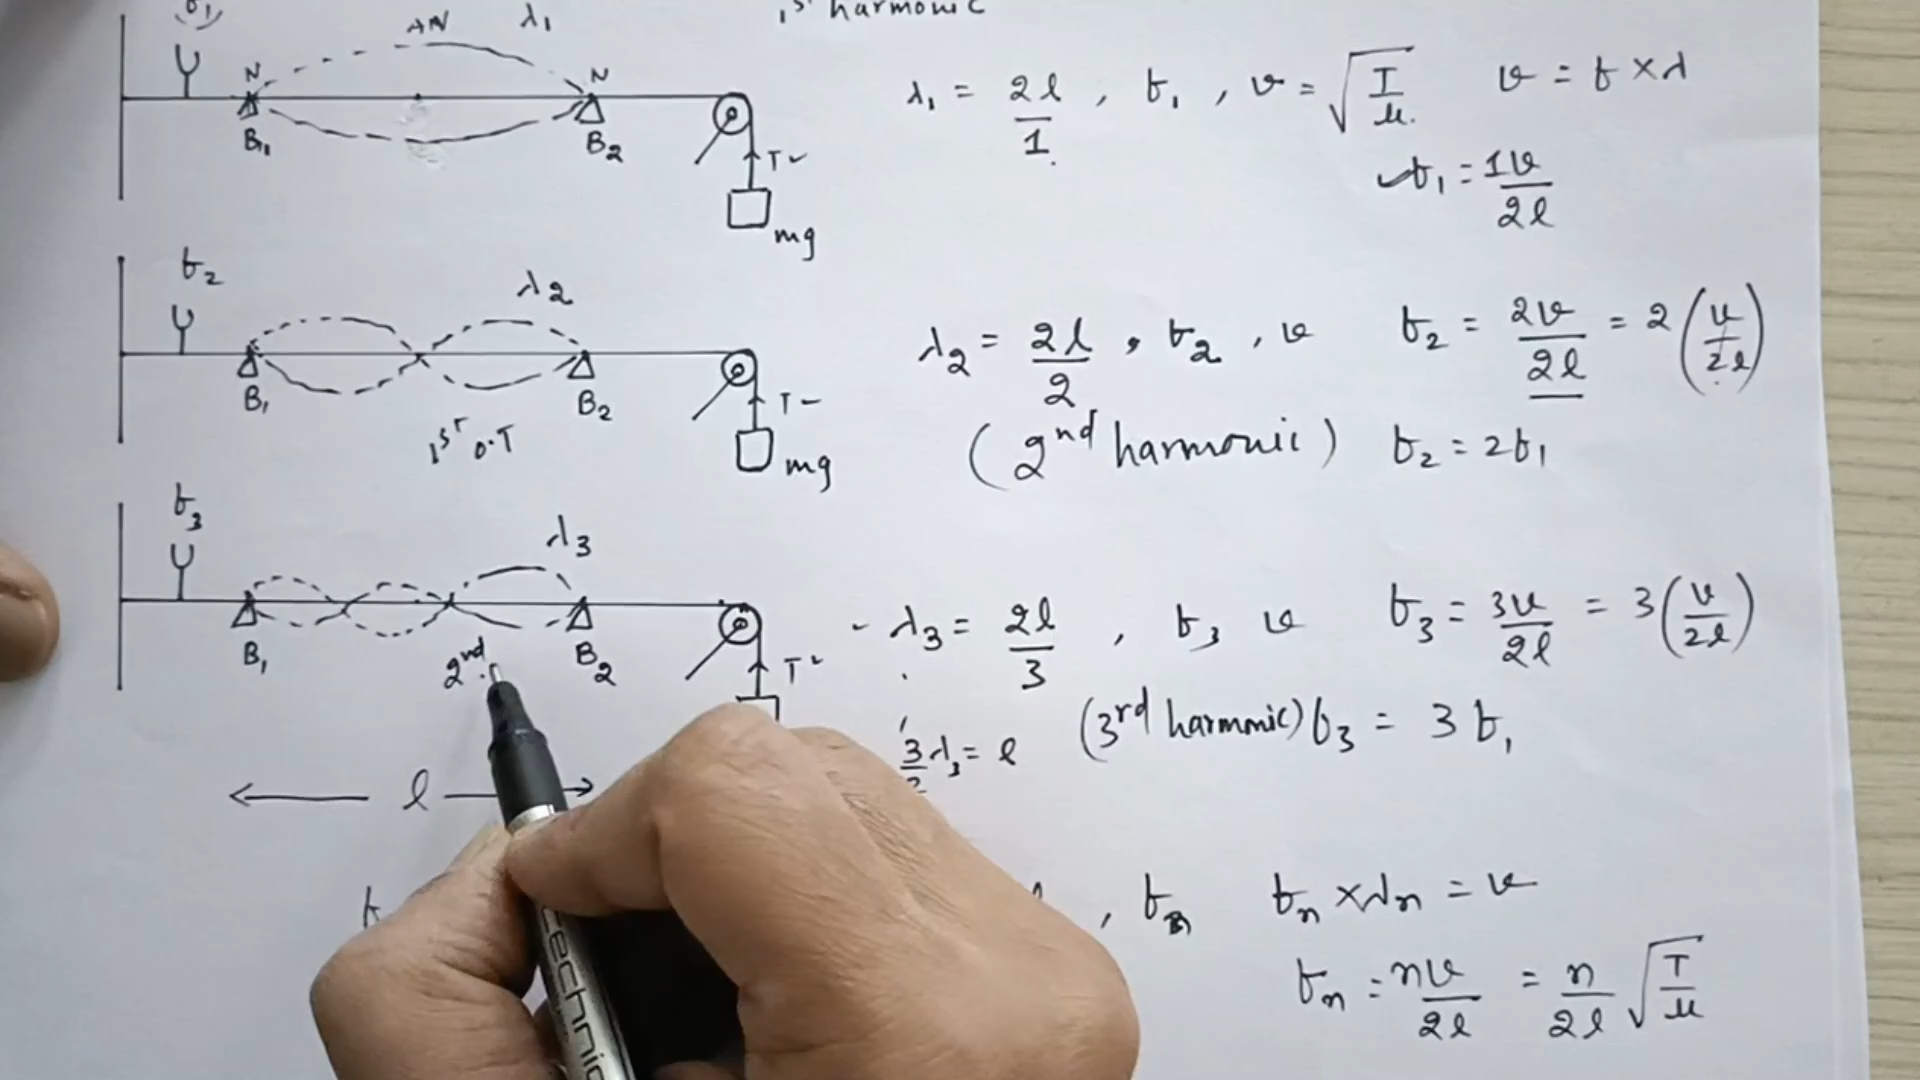 1st harmonic
AN λ1
N N
B1 B2 T
mg
λ1 = 2l/1 , f1 , v = √(T/μ) v = f × λ
f1 = 1v/2l
f2 λ2
B1 B2 T
1st O.T mg
λ2 = 2l/2 , f2 , v f2 = 2v/2l = 2(v/2l)
(2nd harmonic) f2 = 2f1
f3 λ3
B1 B2 T
2nd
λ3 = 2l/3 , f3 v f3 = 3v/2l = 3(v/2l)
3/2 λ3 = l (3rd harmonic) f3 = 3f1
l
, fn fn × λn = v
fn = nv/2l = n/2l √(T/μ)
technic